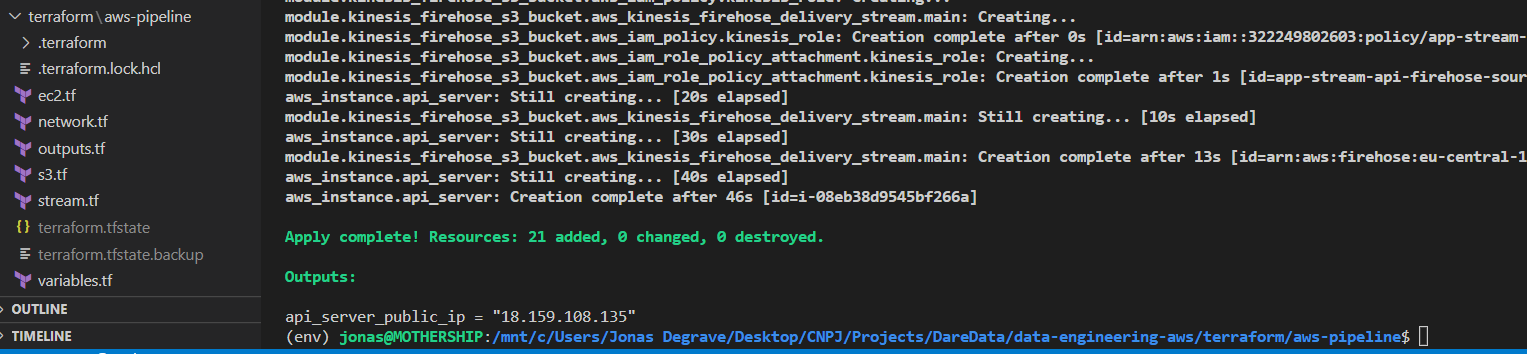 terraform\aws-pipeline
.terraform
.terraform.lock.hcl
ec2.tf
network.tf
outputs.tf
s3.tf
stream.tf
terraform.tfstate
terraform.tfstate.backup
variables.tf
OUTLINE
TIMELINE
module.kinesis_firehose_s3_bucket.aws_iam_policy.kinesis_role: Creating...
module.kinesis_firehose_s3_bucket.aws_kinesis_firehose_delivery_stream.main: Creating...
module.kinesis_firehose_s3_bucket.aws_iam_policy.kinesis_role: Creation complete after 0s [id=arn:aws:iam::322249802603:policy/app-stream-
module.kinesis_firehose_s3_bucket.aws_iam_role_policy_attachment.kinesis_role: Creating...
module.kinesis_firehose_s3_bucket.aws_iam_role_policy_attachment.kinesis_role: Creation complete after 1s [id=app-stream-api-firehose-sour
aws_instance.api_server: Still creating... [20s elapsed]
module.kinesis_firehose_s3_bucket.aws_kinesis_firehose_delivery_stream.main: Still creating... [10s elapsed]
aws_instance.api_server: Still creating... [30s elapsed]
module.kinesis_firehose_s3_bucket.aws_kinesis_firehose_delivery_stream.main: Creation complete after 13s [id=arn:aws:firehose:eu-central-1
aws_instance.api_server: Still creating... [40s elapsed]
aws_instance.api_server: Creation complete after 46s [id=i-08eb38d9545bf266a]
Apply complete! Resources: 21 added, 0 changed, 0 destroyed.
Outputs:
api_server_public_ip = "18.159.108.135"
(env) jonas@MOTHERSHIP:/mnt/c/Users/Jonas Degrave/Desktop/CNPJ/Projects/DareData/data-engineering-aws/terraform/aws-pipeline$